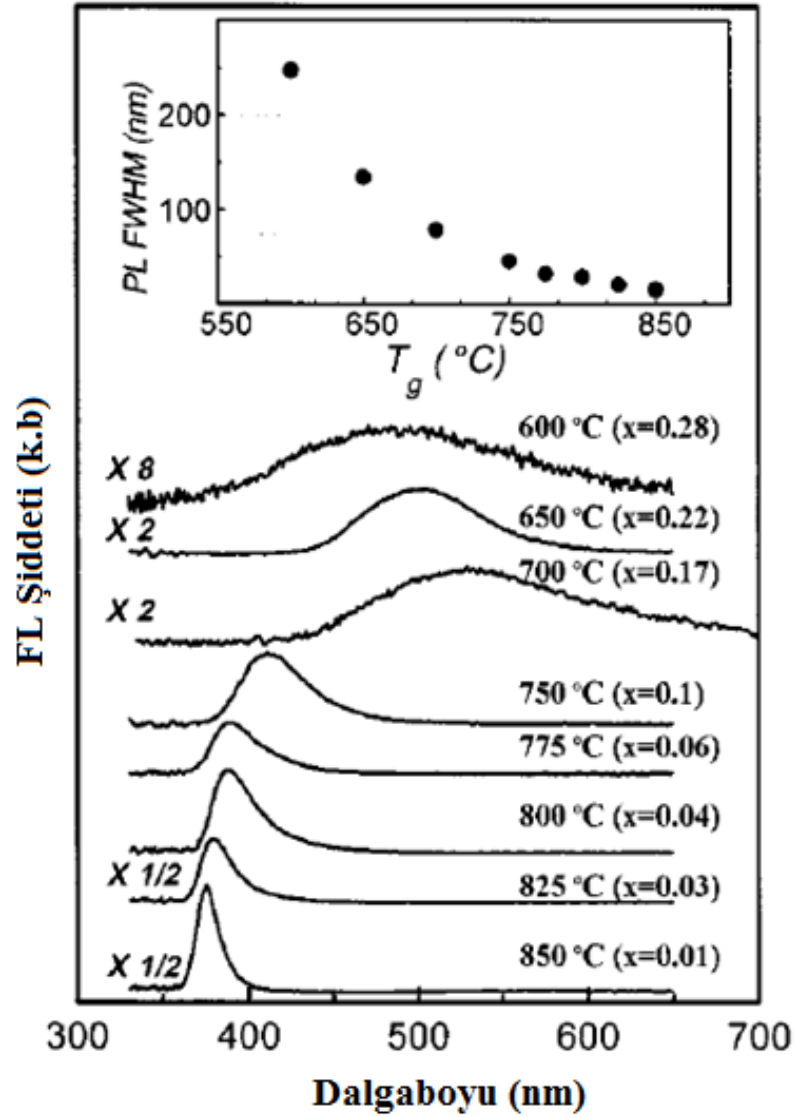 PL FWHM (nm)
200
100
550
650
750
850
T_g (°C)
FL Şiddeti (k.b)
600 °C (x=0.28)
X 8
650 °C (x=0.22)
X 2
700 °C (x=0.17)
X 2
750 °C (x=0.1)
775 °C (x=0.06)
800 °C (x=0.04)
X 1/2
825 °C (x=0.03)
850 °C (x=0.01)
X 1/2
300
400
500
600
700
Dalgaboyu (nm)